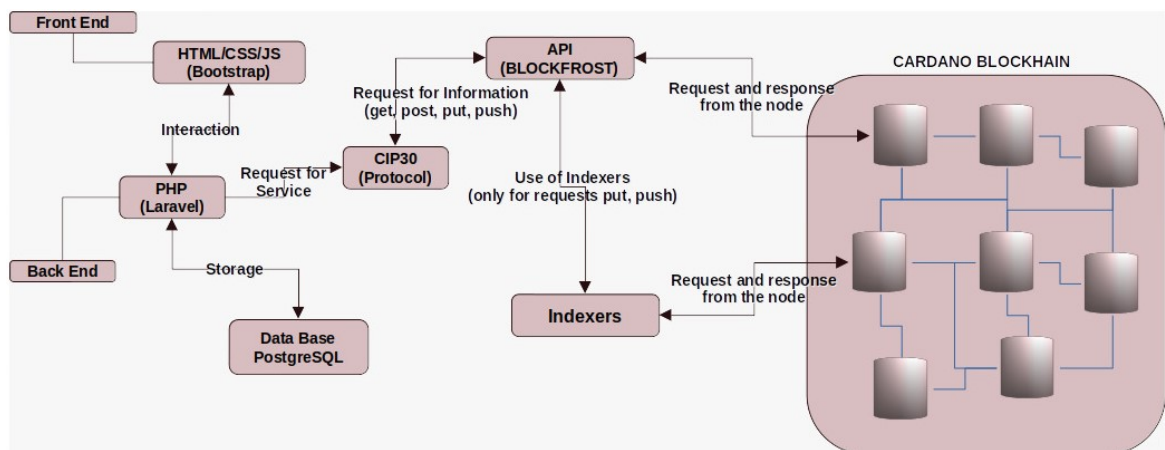 Front End
HTML/CSS/JS
(Bootstrap)
API
(BLOCKFROST)
CARDANO BLOCKHAIN
Request for Information
(get, post, put, push)
Request and response
from the node
Interaction
CIP30
(Protocol)
Request for
Service
PHP
(Laravel)
Use of Indexers
(only for requests put, push)
Back End
Storage
Request and response
from the node
Indexers
Data Base
PostgreSQL